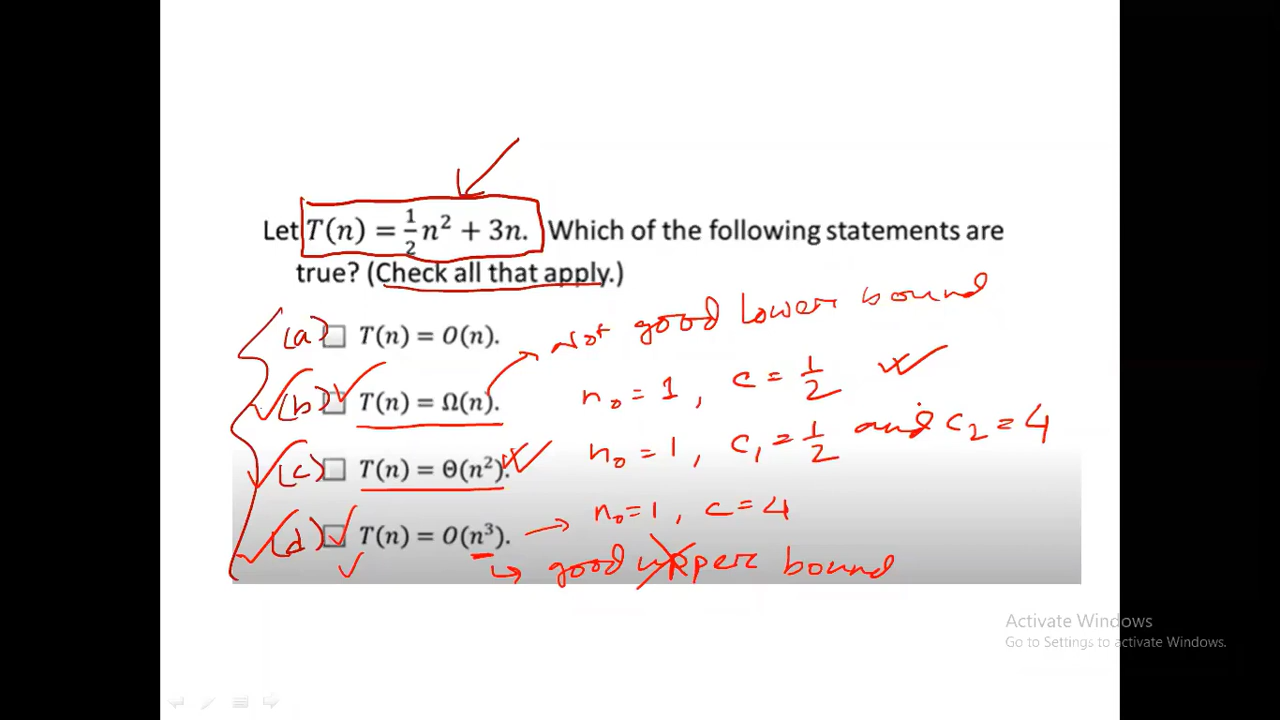 Let T(n) = 1/2 n² + 3n. Which of the following statements are
true? (Check all that apply.)
(a) T(n) = O(n).
Not good lower bound
(b) T(n) = Ω(n).
n₀ = 1, c = 1/2
(c) T(n) = Θ(n²).
n₀ = 1, c₁ = 1/2 and c₂ = 4
(d) T(n) = O(n³).
n₀ = 1, c = 4
good upper bound
Activate Windows
Go to Settings to activate Windows.